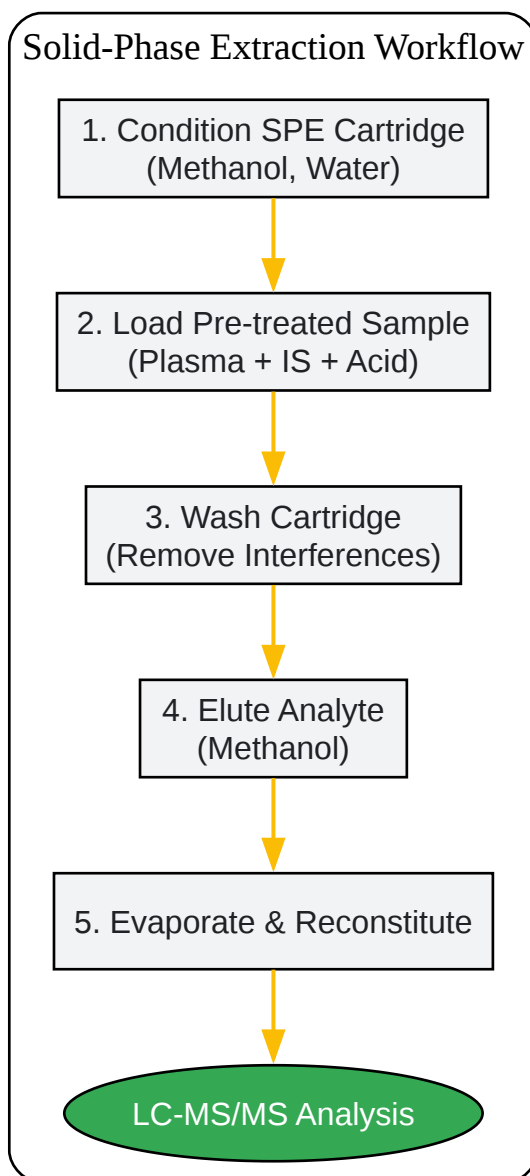 Solid-Phase Extraction Workflow
1. Condition SPE Cartridge
(Methanol, Water)
2. Load Pre-treated Sample
(Plasma + IS + Acid)
3. Wash Cartridge
(Remove Interferences)
4. Elute Analyte
(Methanol)
5. Evaporate & Reconstitute
LC-MS/MS Analysis